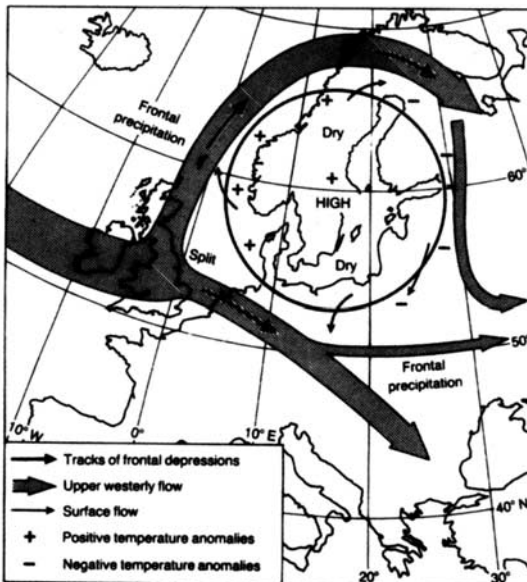 Frontal
precipitation
Dry
60°
HIGH
Split
Dry
50°
Frontal
precipitation
10° W
0°
10° E
40° N
20°
30°
Tracks of frontal depressions
Upper westerly flow
Surface flow
+ Positive temperature anomalies
− Negative temperature anomalies